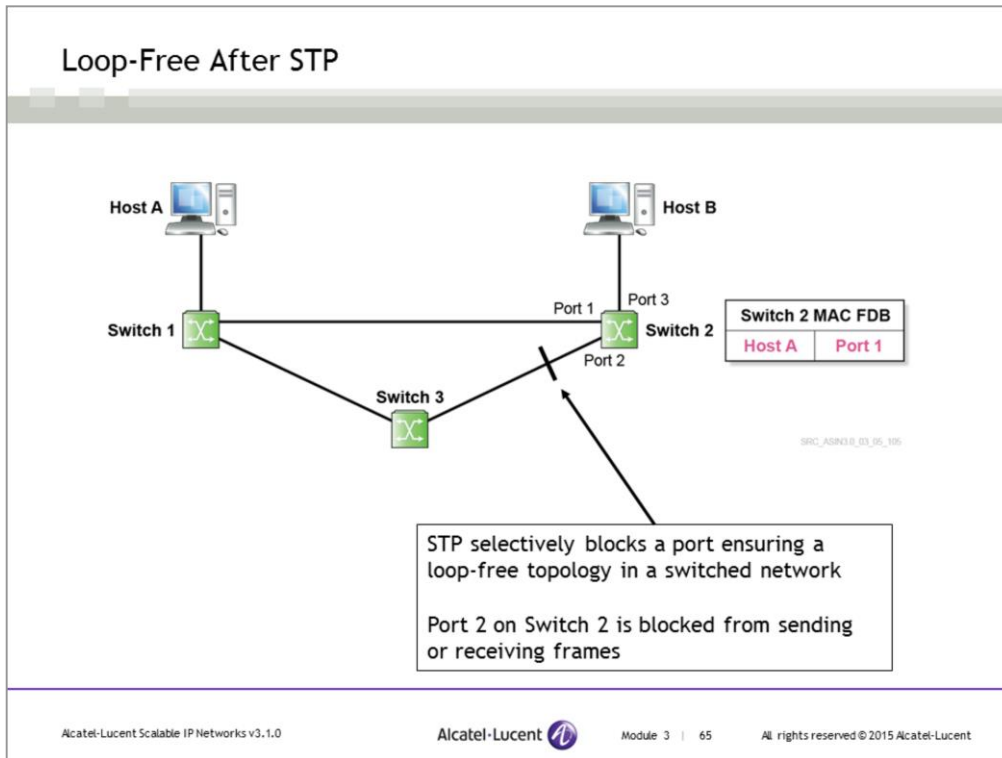 Loop-Free After STP
Host A
Host B
Port 1
Port 3
Switch 1
Switch 2
Port 2
Switch 2 MAC FDB
Host A Port 1
Switch 3
SRC_ASIN3.0_03_05_105
STP selectively blocks a port ensuring a
loop-free topology in a switched network
Port 2 on Switch 2 is blocked from sending
or receiving frames
Alcatel-Lucent Scalable IP Networks v3.1.0
Alcatel·Lucent
Module 3 | 65
All rights reserved © 2015 Alcatel-Lucent